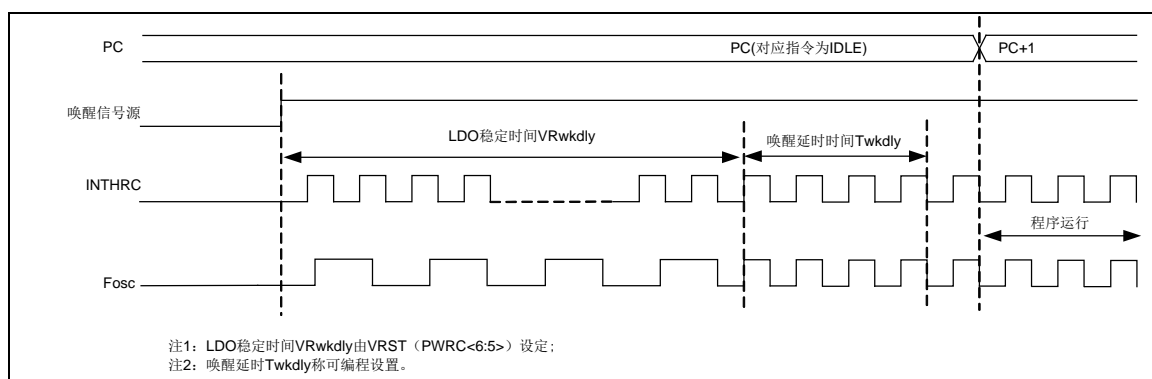 PC
PC(对应指令为IDLE)
PC+1
唤醒信号源
LDO稳定时间VRwkdly
唤醒延时时间Twkdly
INTHRC
程序运行
Fosc
注1：LDO稳定时间VRwkdly由VRST（PWRC<6:5>）设定;
注2：唤醒延时Twkdly称可编程设置。